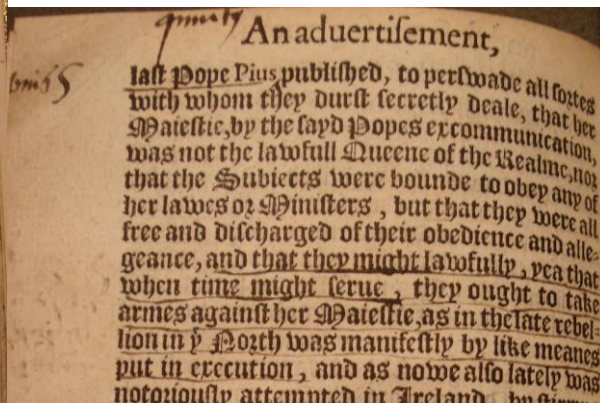 An aduertisement,
last Pope Pius published, to perswade all sortes
with whom they durst secretly deale, that her
Maiestie, by the sayd Popes excommunication,
was not the lawfull Queene of the Realme, nor
that the Subiects were bounde to obey any of
her lawes or Ministers, but that they were all
free and discharged of their obedience and alle-
geance, and that they might lawfully, yea that
when time might serue, they ought to take
armes against her Maiestie, as in the late rebel-
lion in ẏ North was manifestly by like meanes
put in execution, and as nowe also lately was
notoriously attempted in Ireland, by